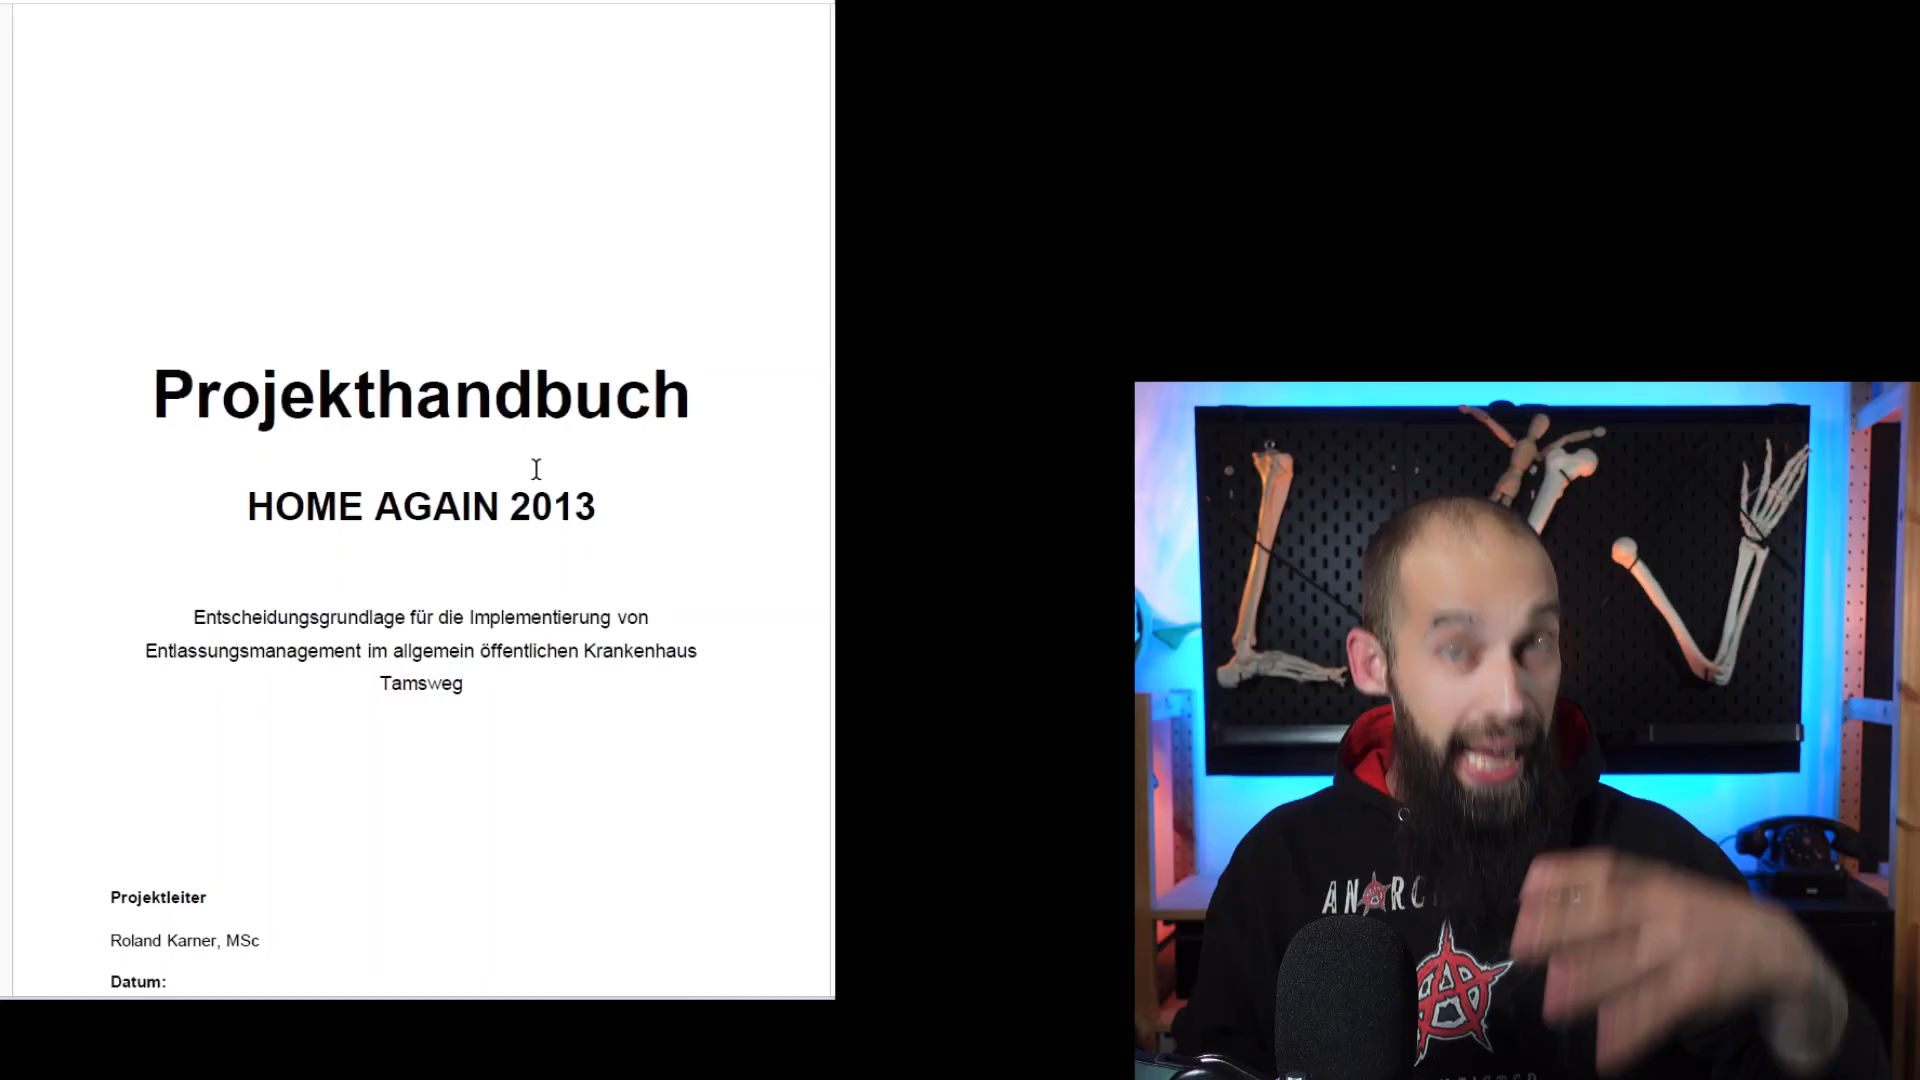 Projekthandbuch
HOME AGAIN 2013
Entscheidungsgrundlage für die Implementierung von
Entlassungsmanagement im allgemein öffentlichen Krankenhaus
Tamsweg
Projektleiter
Roland Karner, MSc
Datum: